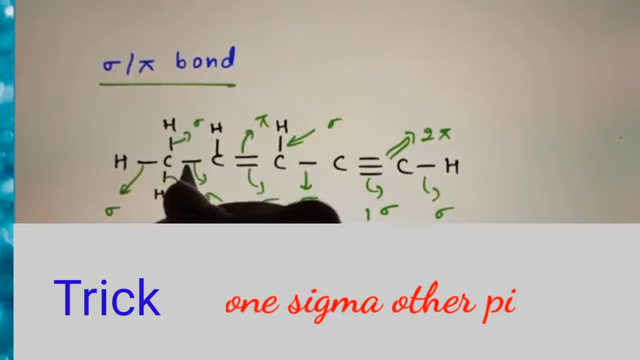 σ/π bond
H σ H π H σ 2π
H — C — C = C — C ≡ C — H
σ H 1σ σ
Trick one sigma other pi